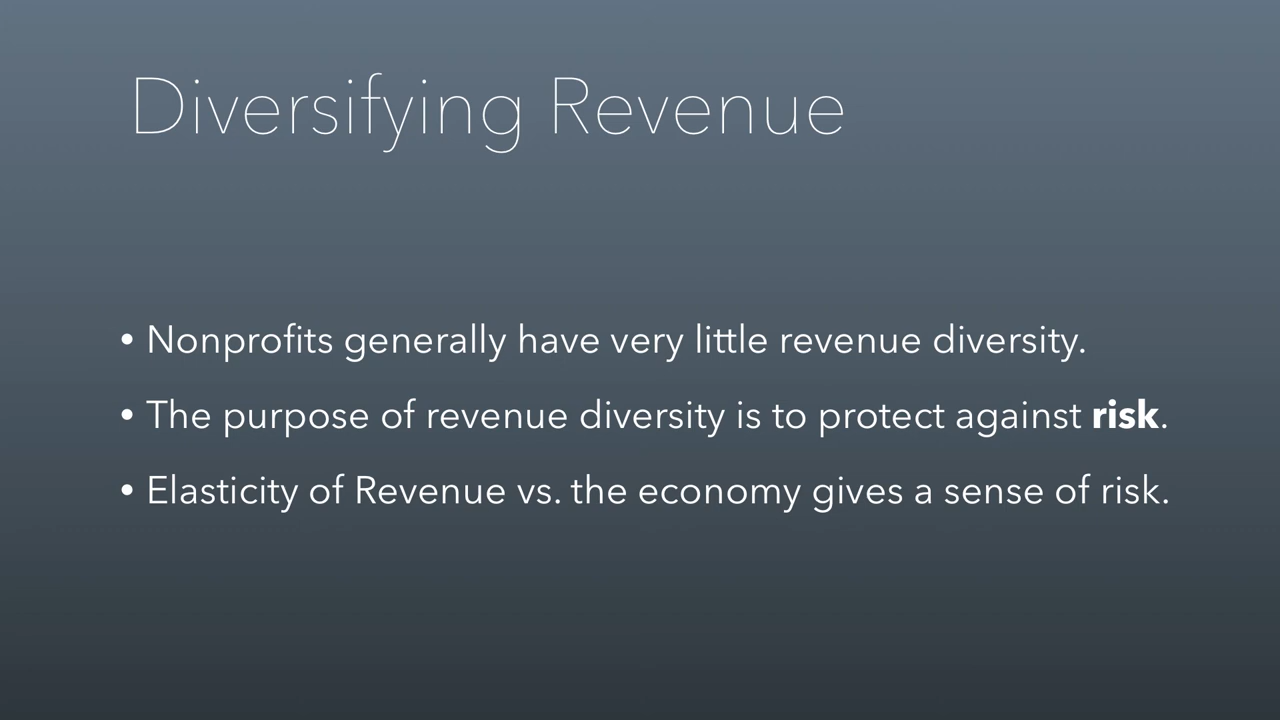 Diversifying Revenue
• Nonprofits generally have very little revenue diversity.
• The purpose of revenue diversity is to protect against risk.
• Elasticity of Revenue vs. the economy gives a sense of risk.